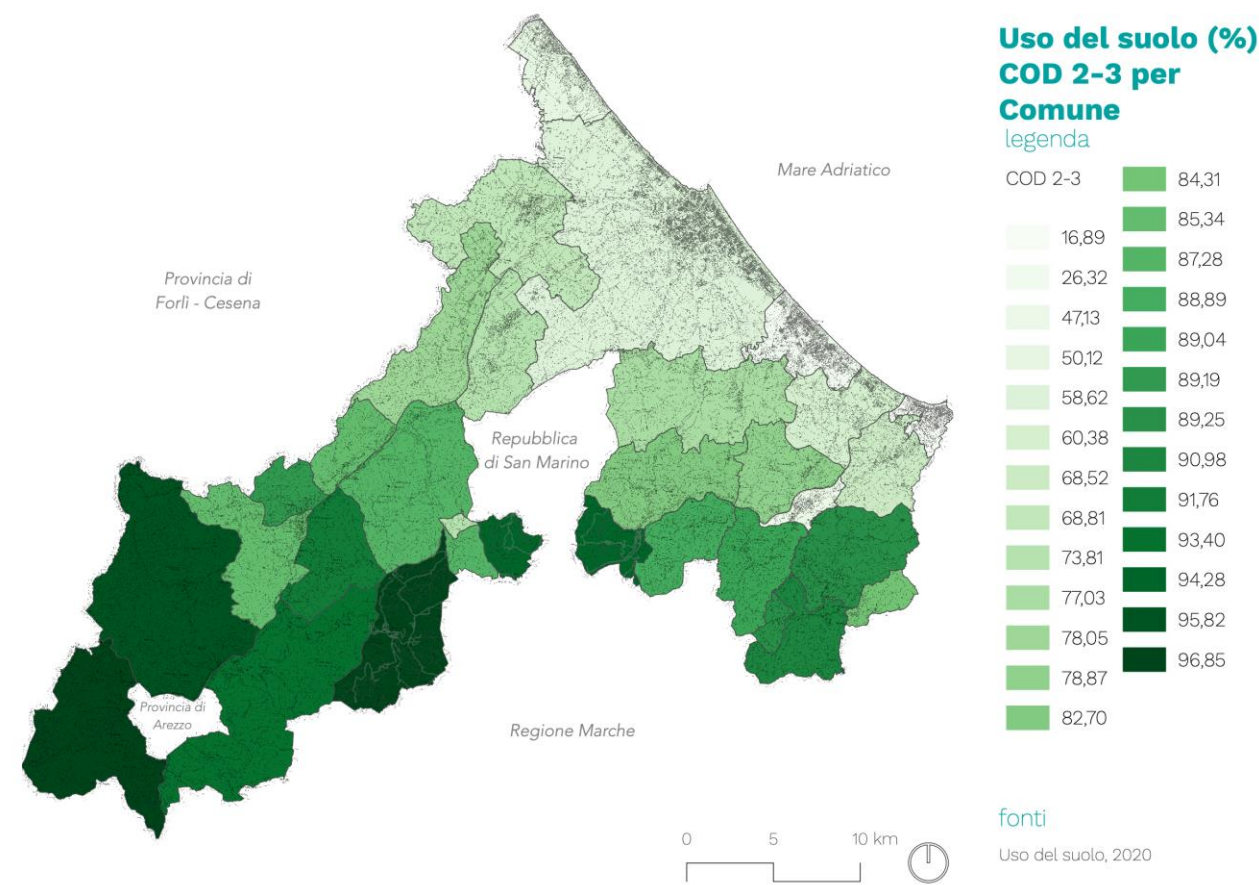 Uso del suolo (%)
COD 2-3 per
Comune
legenda
COD 2-3
16,89
26,32
47,13
50,12
58,62
60,38
68,52
68,81
73,81
77,03
78,05
78,87
82,70
84,31
85,34
87,28
88,89
89,04
89,19
89,25
90,98
91,76
93,40
94,28
95,82
96,85
Mare Adriatico
Provincia di
Forlì - Cesena
Repubblica
di San Marino
Provincia di
Arezzo
Regione Marche
0 5 10 km
fonti
Uso del suolo, 2020